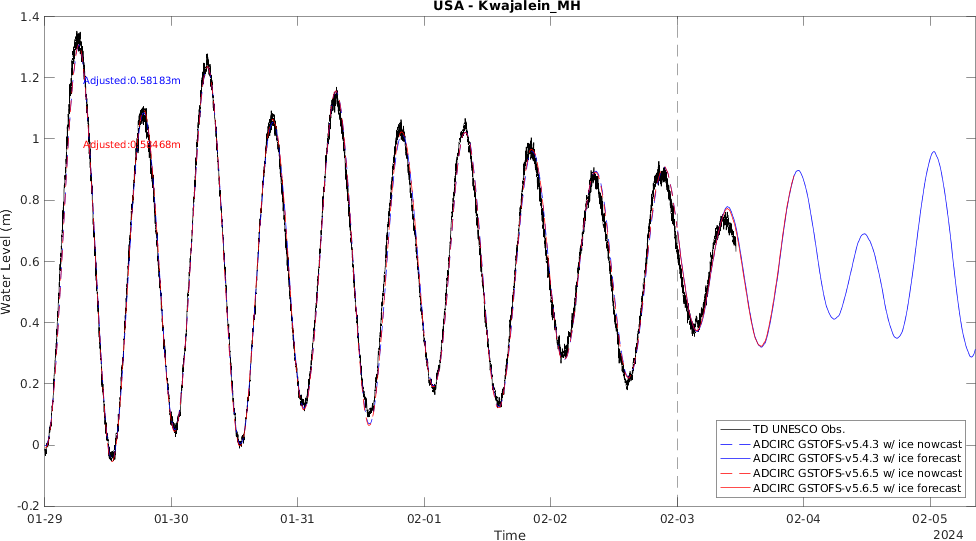 USA - Kwajalein_MH
1.4
1.2
1
0.8
0.6
0.4
0.2
0
-0.2
Water Level (m)
Adjusted:0.58183m
Adjusted:0.58468m
TD UNESCO Obs.
ADCIRC GSTOFS-v5.4.3 w/ ice nowcast
ADCIRC GSTOFS-v5.4.3 w/ ice forecast
ADCIRC GSTOFS-v5.6.5 w/ ice nowcast
ADCIRC GSTOFS-v5.6.5 w/ ice forecast
01-29 01-30 01-31 02-01 02-02 02-03 02-04 02-05
Time
2024